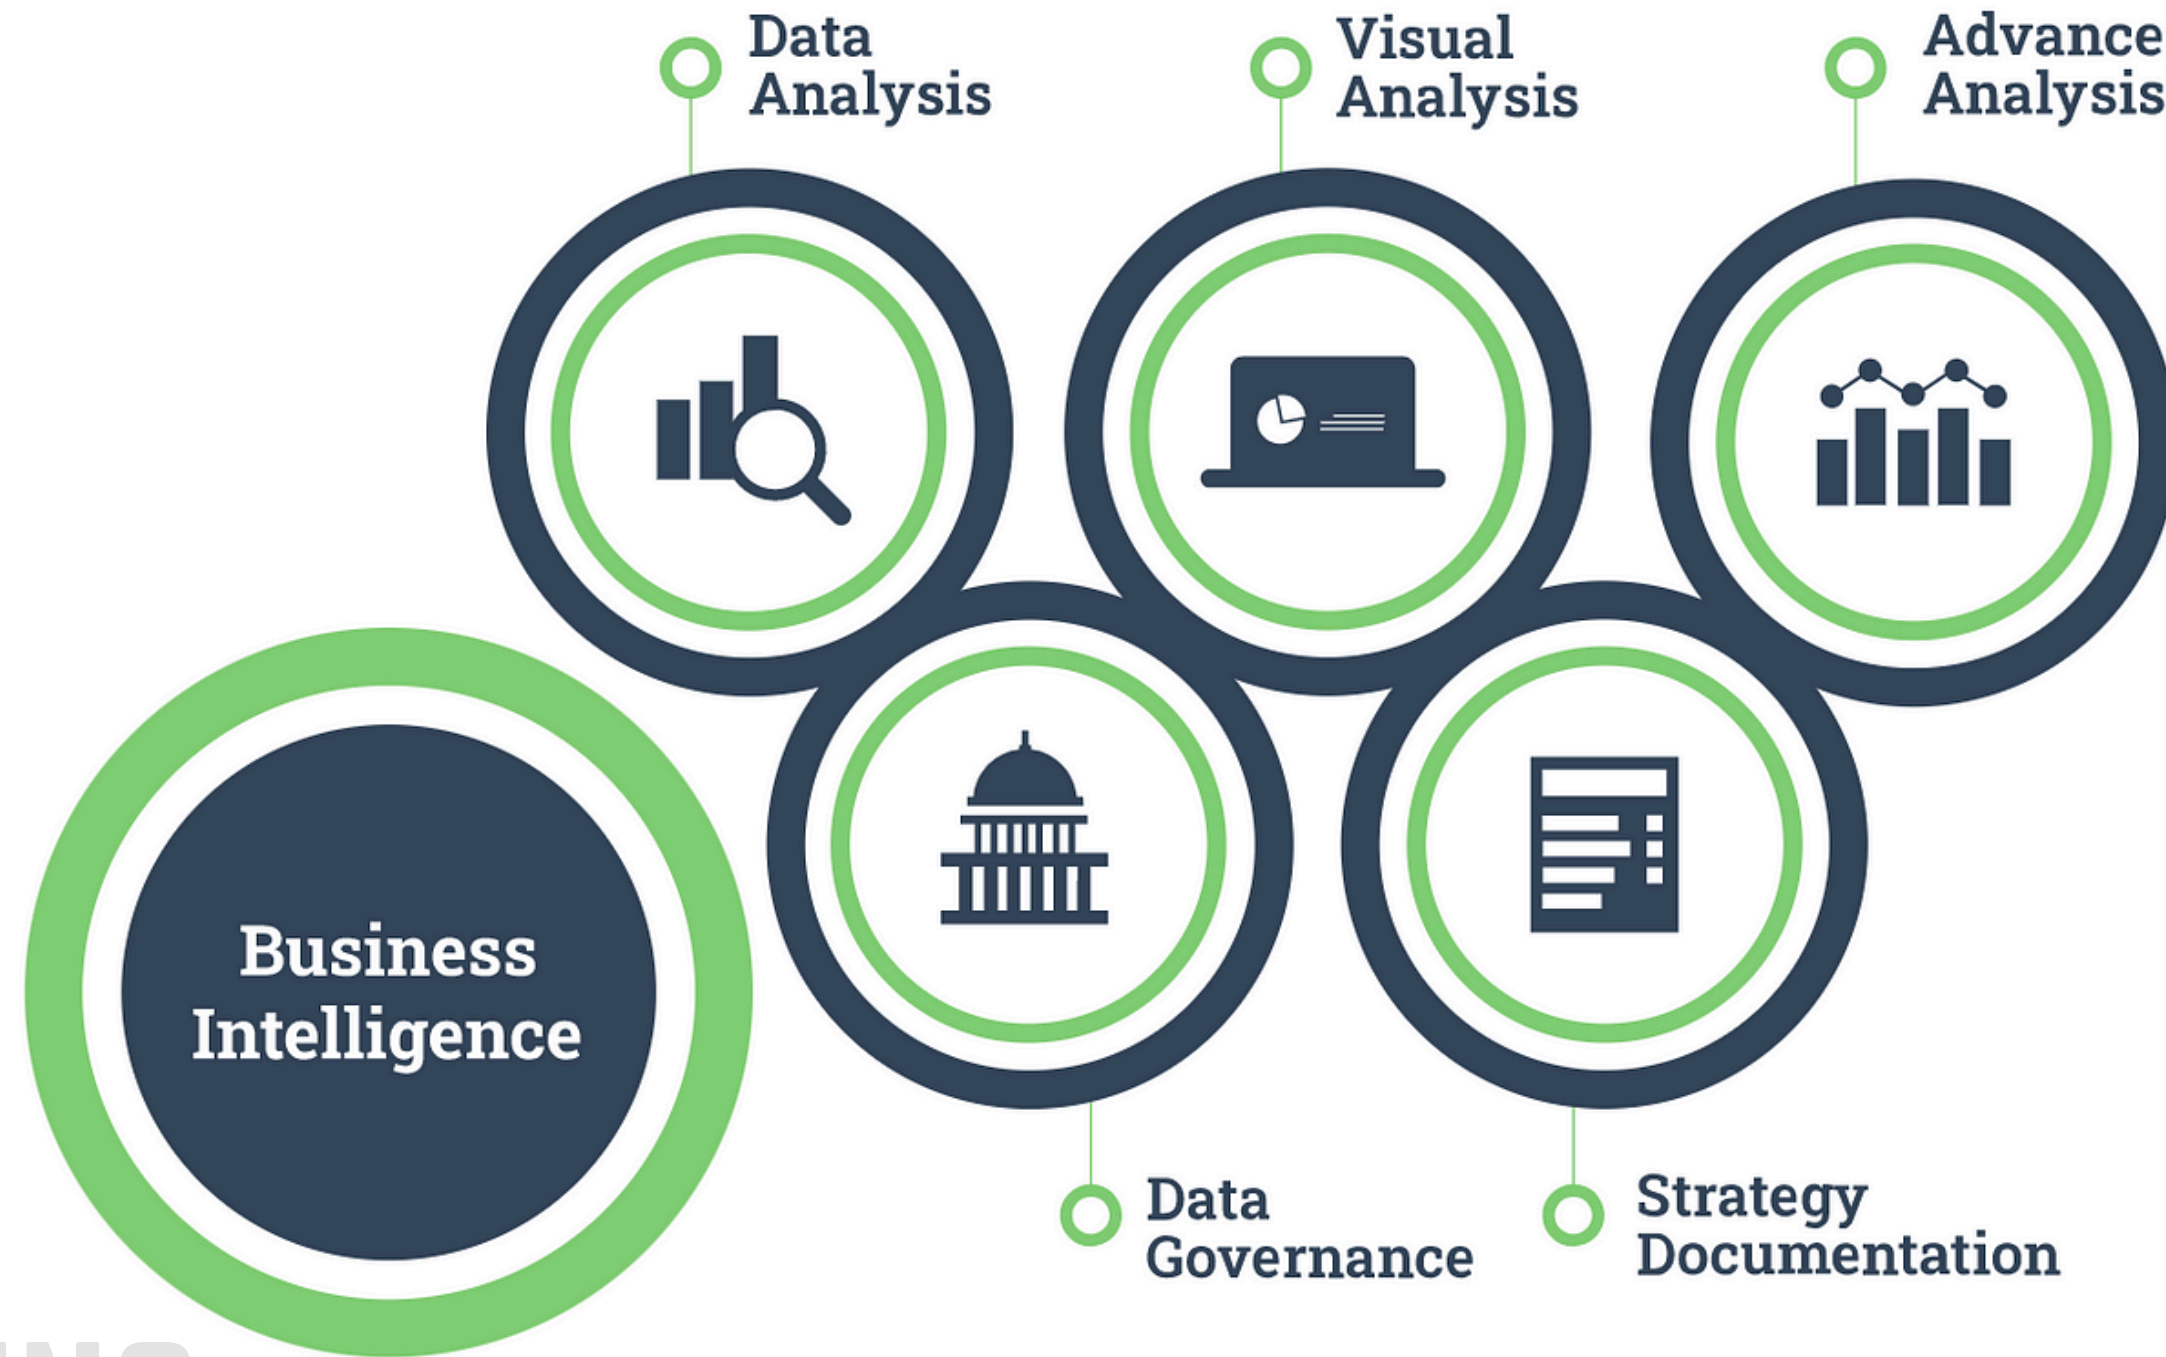 Data
Analysis
Visual
Analysis
Advance
Analysis
Business
Intelligence
Data
Governance
Strategy
Documentation